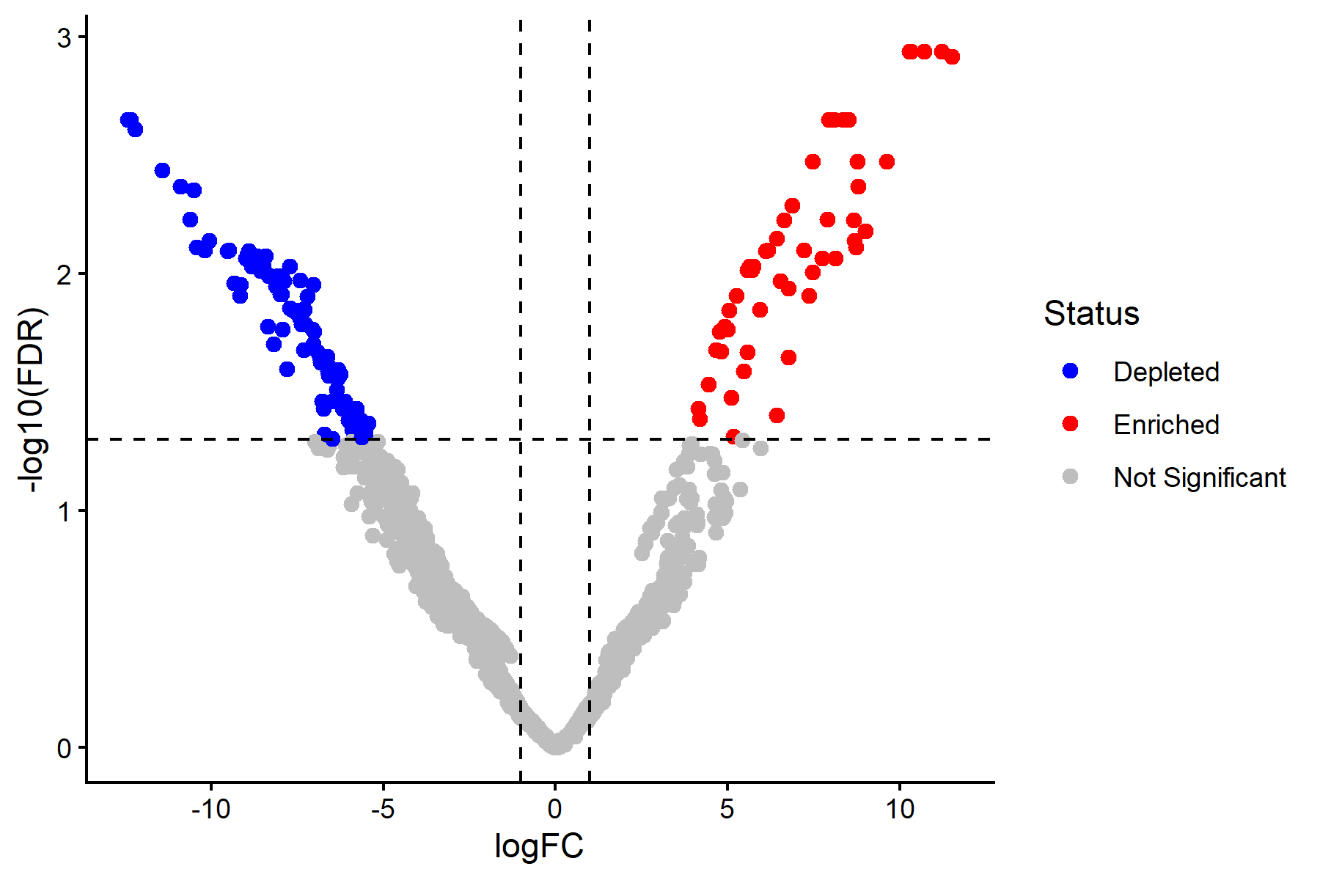 3
2
1
0
-log10(FDR)
-10
-5
0
5
10
logFC
Status
Depleted
Enriched
Not Significant